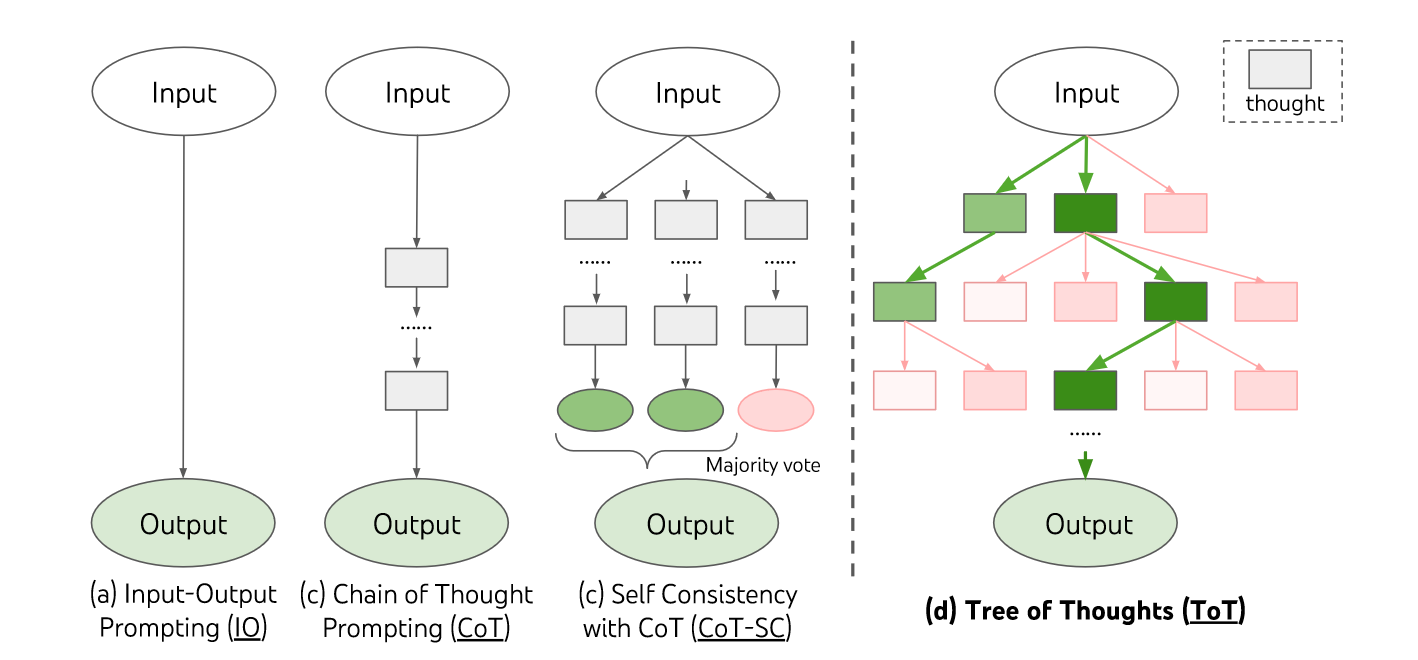 Input
Input
Input
Input
thought
......
......
......
......
......
Majority vote
Output
Output
Output
Output
(a) Input-Output
Prompting (IO)
(c) Chain of Thought
Prompting (CoT)
(c) Self Consistency
with CoT (CoT-SC)
(d) Tree of Thoughts (ToT)